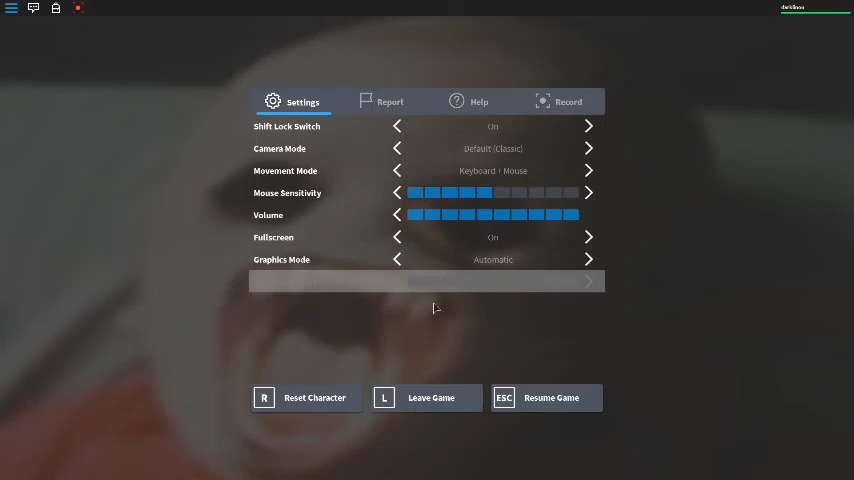 darklinos
Settings Report Help Record
Shift Lock Switch On
Camera Mode Default (Classic)
Movement Mode Keyboard + Mouse
Mouse Sensitivity
Volume
Fullscreen On
Graphics Mode Automatic
R Reset Character L Leave Game ESC Resume Game